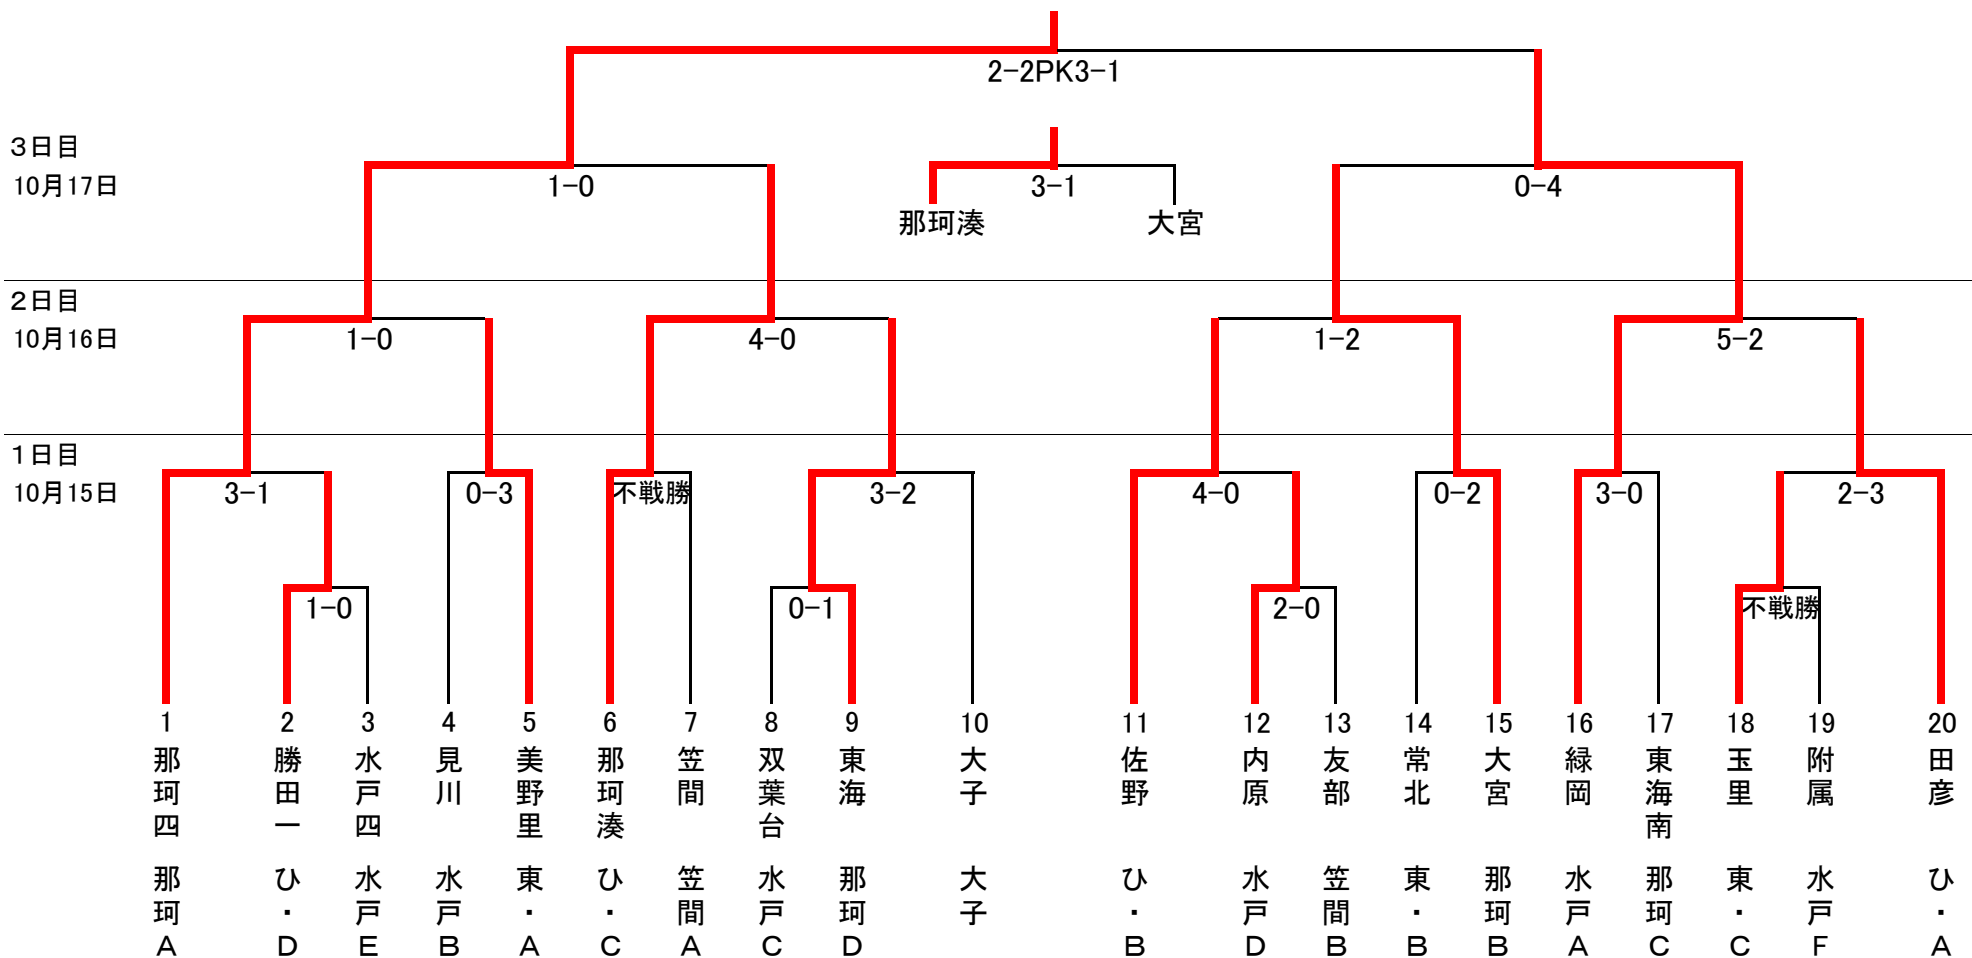 2-2PK3-1
3日目
10月17日
1-0
3-1
0-4
那珂湊
大宮
2日目
10月16日
1-0
4-0
1-2
5-2
1日目
10月15日
3-1
0-3
不戦勝
3-2
4-0
0-2
3-0
2-3
1-0
0-1
2-0
不戦勝
1 2 3 4 5 6 7 8 9 10 11 12 13 14 15 16 17 18 19 20
那珂四
勝田一
水戸四
見川
美野里
那珂湊
笠間
双葉台
東海
大子
佐野
内原
友部
常北
大宮
緑岡
東海南
玉里
附属
田彦
那珂A
ひ・D
水戸E
水戸B
東・A
ひ・C
笠間A
水戸C
那珂D
大子
ひ・B
水戸D
笠間B
東・B
那珂B
水戸A
那珂C
東・C
水戸F
ひ・A